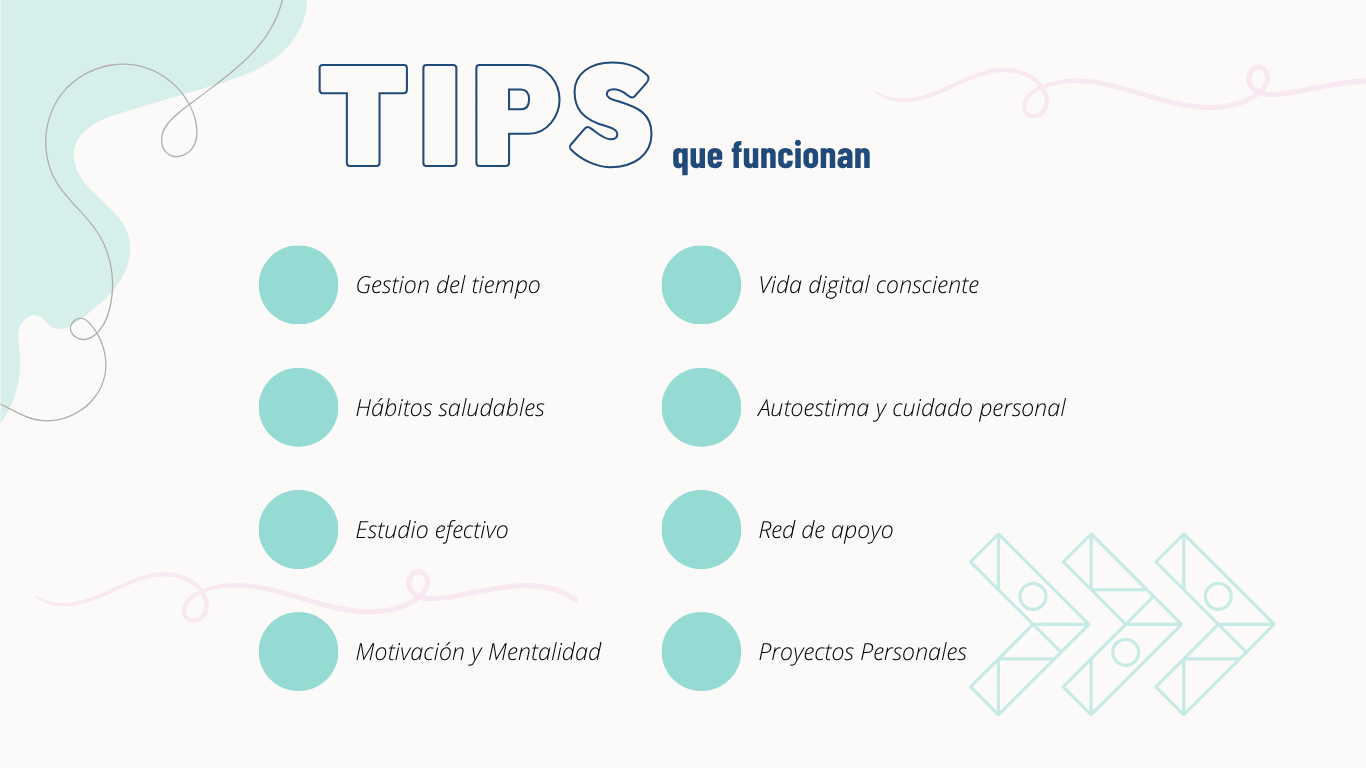 TIPS que funcionan
Gestion del tiempo
Vida digital consciente
Hábitos saludables
Autoestima y cuidado personal
Estudio efectivo
Red de apoyo
Motivación y Mentalidad
Proyectos Personales